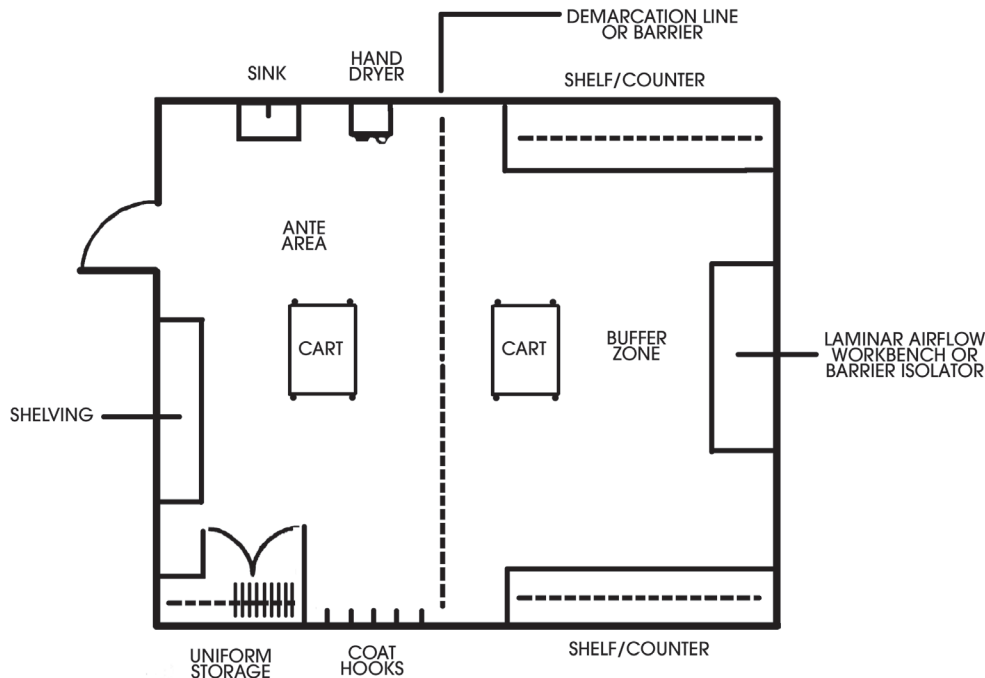 DEMARCATION LINE
OR BARRIER
SINK
HAND
DRYER
SHELF/COUNTER
ANTE
AREA
CART
CART
BUFFER
ZONE
LAMINAR AIRFLOW
WORKBENCH OR
BARRIER ISOLATOR
SHELVING
UNIFORM
STORAGE
COAT
HOOKS
SHELF/COUNTER